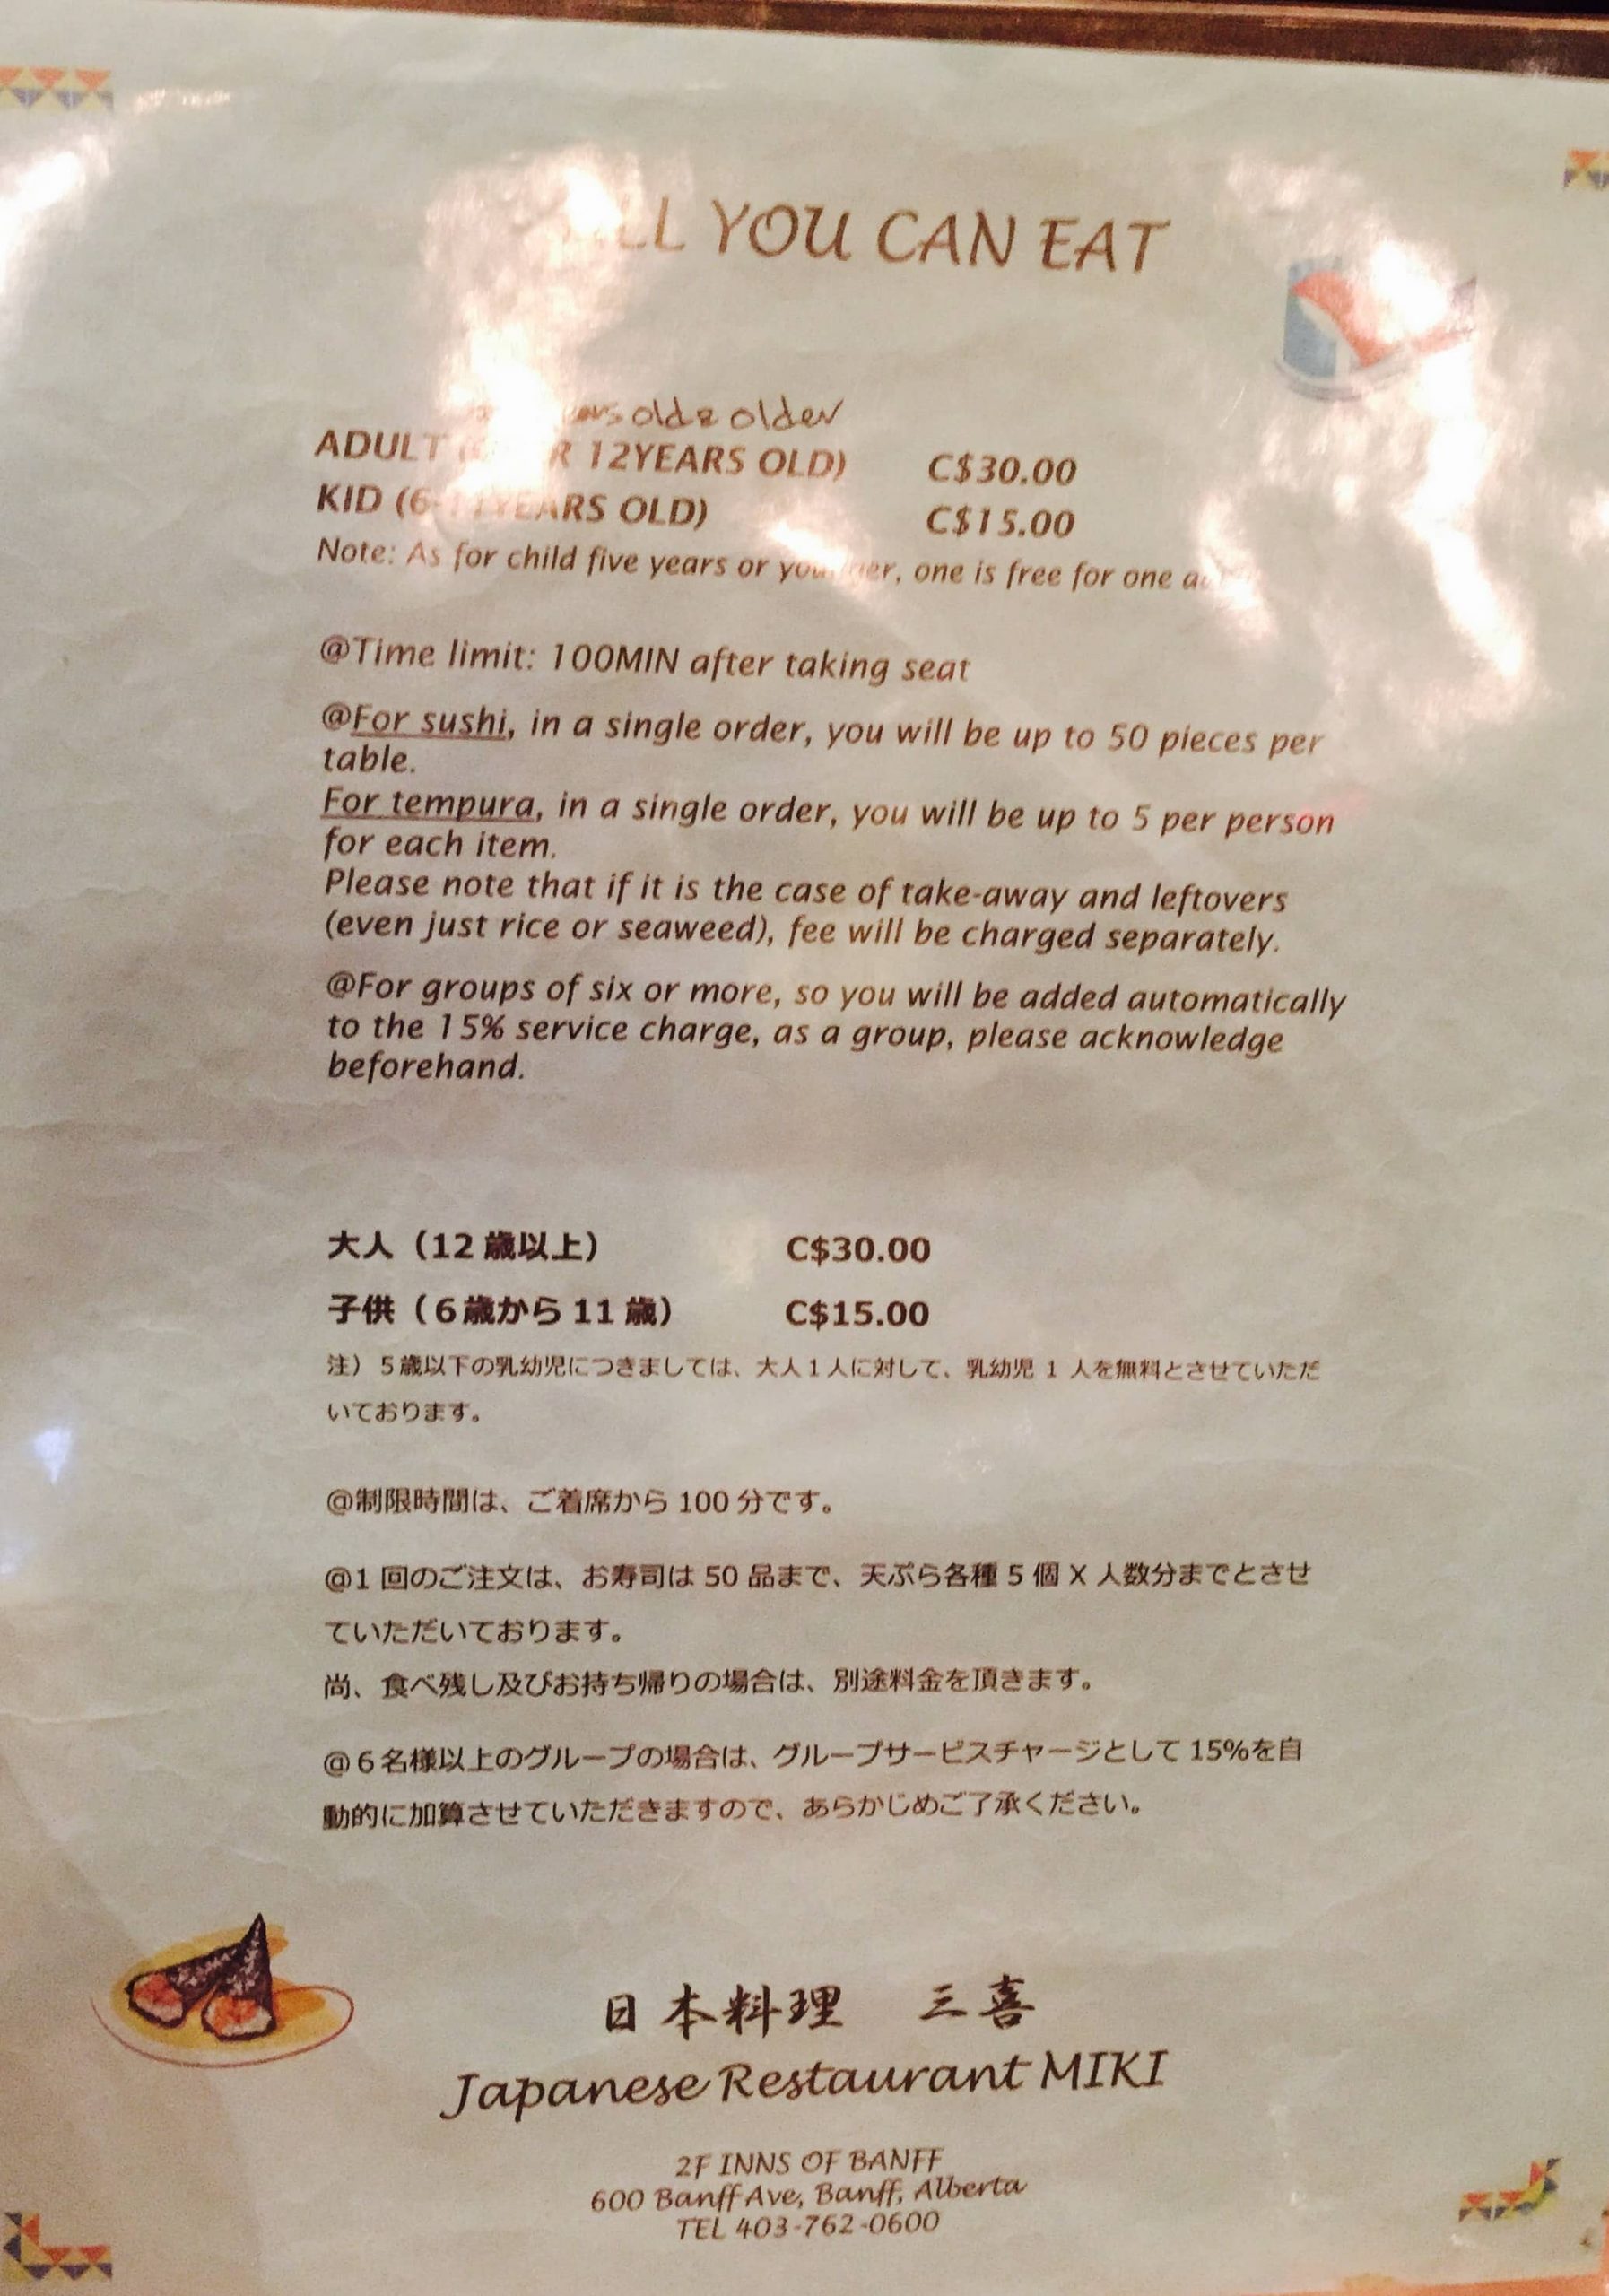 YOU CAN EAT
olde older
ADULT 12YEARS OLD) C$30.00
KID YEARS OLD) C$15.00
Note: As for child five years or younger, one is free for one
@Time limit: 100MIN after taking seat
@For sushi, in a single order, you will be up to 50 pieces per
table.
For tempura, in a single order, you will be up to 5 per person
for each item.
Please note that if it is the case of take-away and leftovers
(even just rice or seaweed), fee will be charged separately.
@For groups of six or more, so you will be added automatically
to the 15% service charge, as a group, please acknowledge
beforehand.
大人（12 歳以上） C$30.00
子供（６歳から 11 歳） C$15.00
注）５歳以下の乳幼児につきましては、大人１人に対して、乳幼児 1 人を無料とさせていただ
いております。
@制限時間は、ご着席から 100 分です。
@1 回のご注文は、お寿司は 50 品まで、天ぷら各種 5 個 X 人数分までとさせ
ていただいております。
尚、食べ残し及びお持ち帰りの場合は、別途料金を頂きます。
@６名様以上のグループの場合は、グループサービスチャージとして 15%を自
動的に加算させていただきますので、あらかじめご了承ください。
日本料理 三喜
Japanese Restaurant MIKI
2F INNS OF BANFF
600 Banff Ave, Banff, Alberta
TEL 403-762-0600